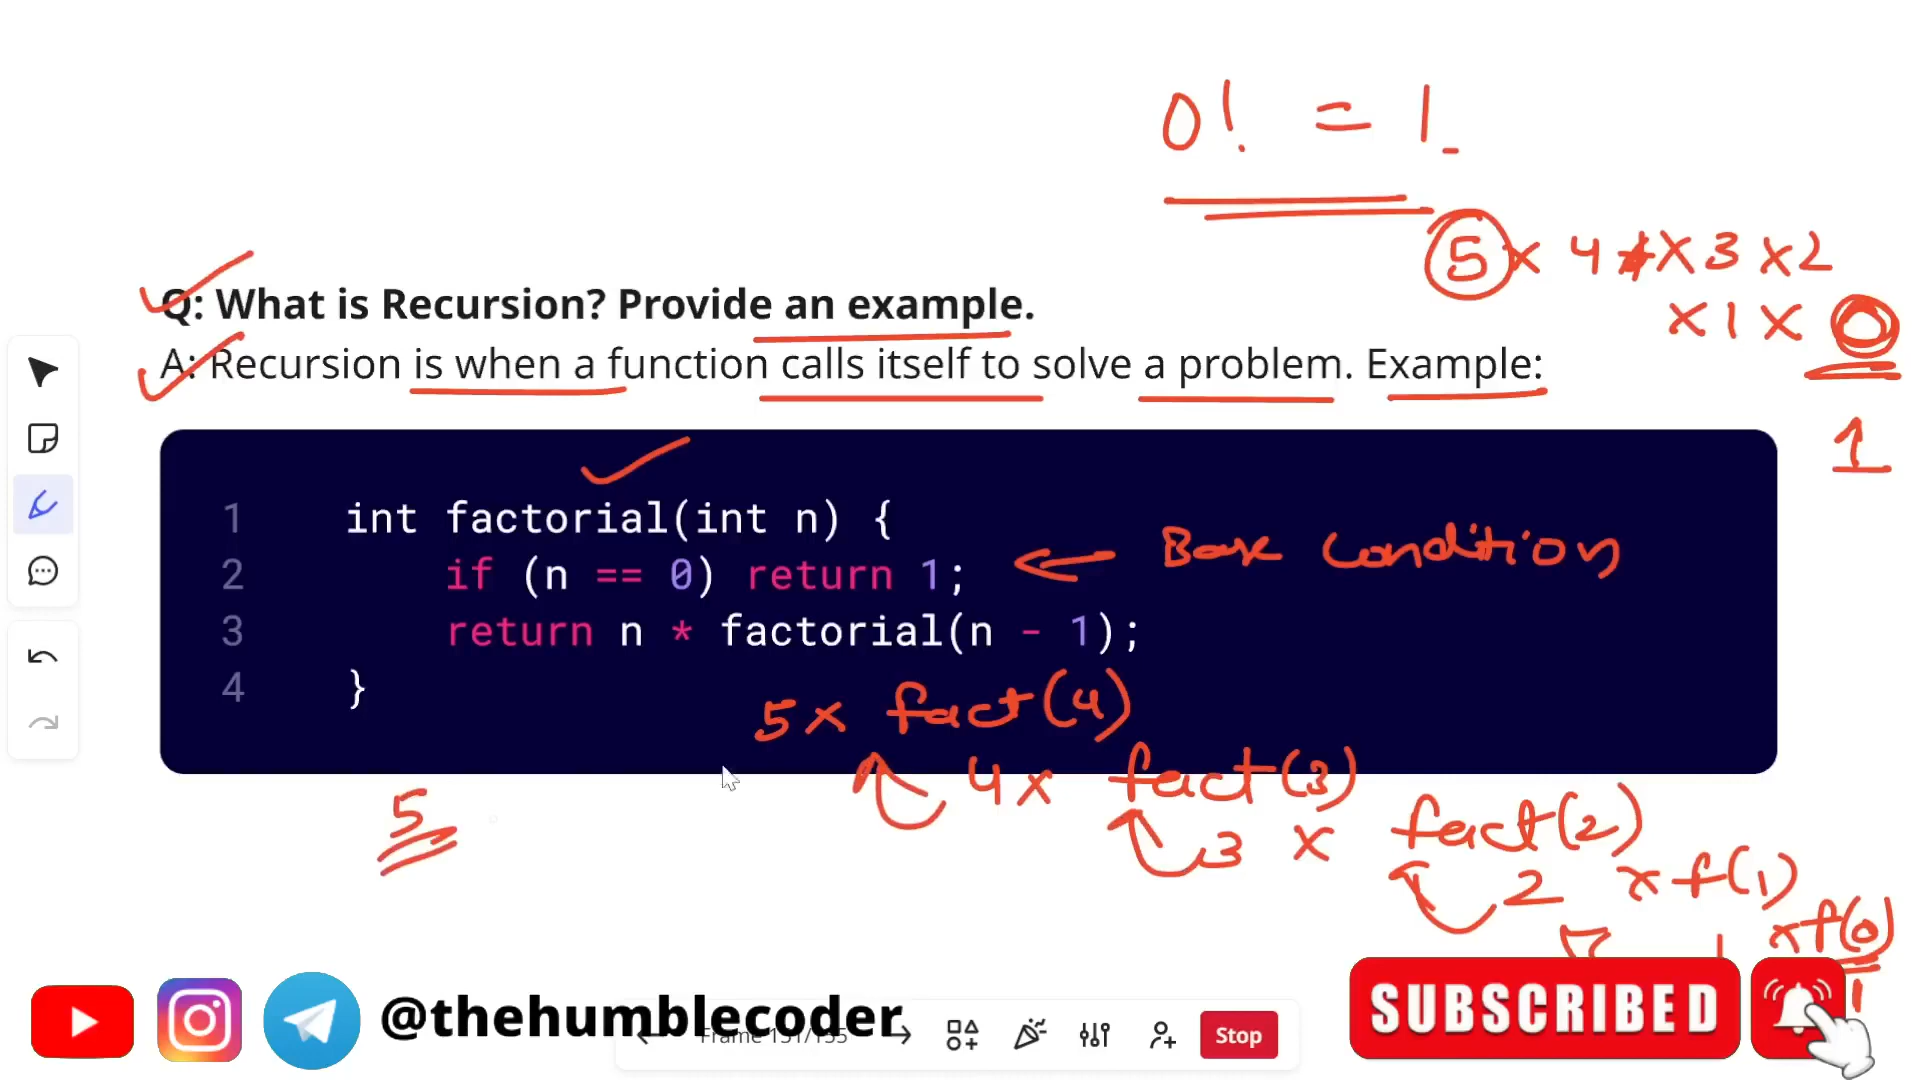 0! = 1
5 x 4 x 3 x 2
x 1 x 0
1
Q: What is Recursion? Provide an example.
A: Recursion is when a function calls itself to solve a problem. Example:
1 int factorial(int n) {
2 if (n == 0) return 1;
Base condition
3 return n * factorial(n - 1);
4 }
5 x fact(4)
4 x fact(3)
5
3 x fact(2)
2 x f(1)
1 x f(0)
1
@thehumblecoder
Stop
SUBSCRIBED